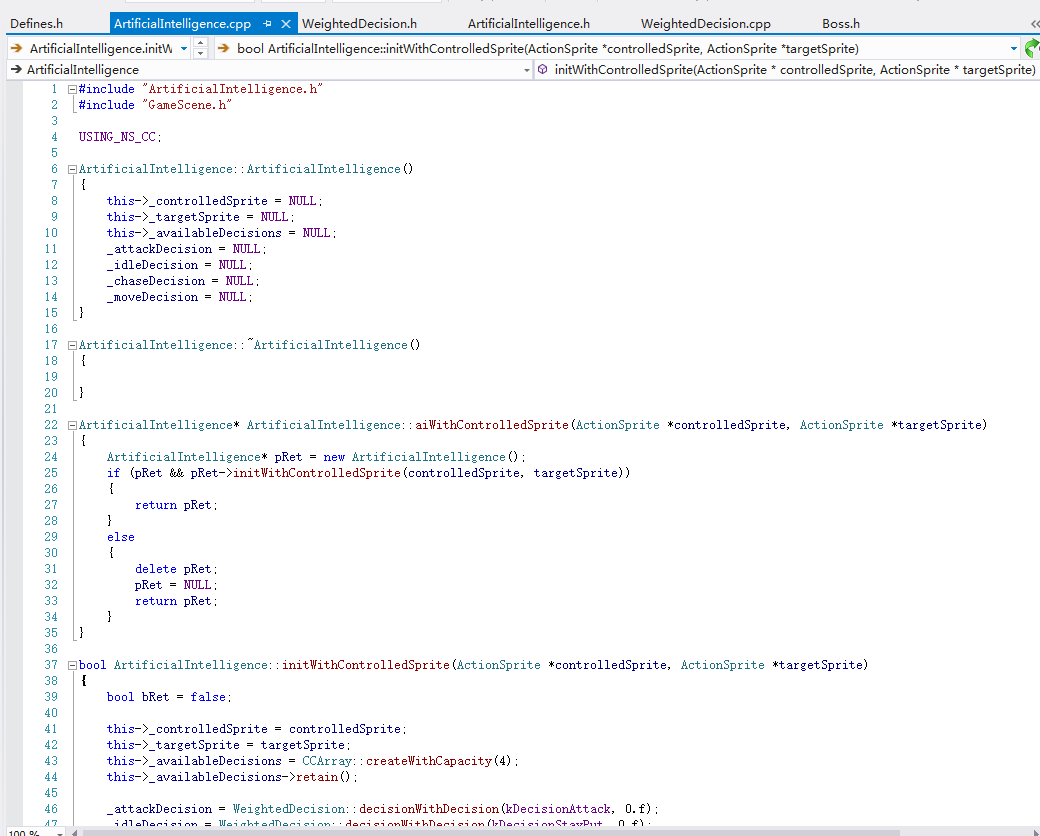 Defines.h ArtificialIntelligence.cpp WeightedDecision.h ArtificialIntelligence.h WeightedDecision.cpp Boss.h
ArtificialIntelligence.initW bool ArtificialIntelligence::initWithControlledSprite(ActionSprite *controlledSprite, ActionSprite *targetSprite)
ArtificialIntelligence initWithControlledSprite(ActionSprite * controlledSprite, ActionSprite * targetSprite)
1 #include "ArtificialIntelligence.h"
2 #include "GameScene.h"
3
4 USING_NS_CC;
5
6 ArtificialIntelligence::ArtificialIntelligence()
7 {
8 this->_controlledSprite = NULL;
9 this->_targetSprite = NULL;
10 this->_availableDecisions = NULL;
11 _attackDecision = NULL;
12 _idleDecision = NULL;
13 _chaseDecision = NULL;
14 _moveDecision = NULL;
15 }
16
17 ArtificialIntelligence::~ArtificialIntelligence()
18 {
19
20 }
21
22 ArtificialIntelligence* ArtificialIntelligence::aiWithControlledSprite(ActionSprite *controlledSprite, ActionSprite *targetSprite)
23 {
24 ArtificialIntelligence* pRet = new ArtificialIntelligence();
25 if (pRet && pRet->initWithControlledSprite(controlledSprite, targetSprite))
26 {
27 return pRet;
28 }
29 else
30 {
31 delete pRet;
32 pRet = NULL;
33 return pRet;
34 }
35 }
36
37 bool ArtificialIntelligence::initWithControlledSprite(ActionSprite *controlledSprite, ActionSprite *targetSprite)
38 {
39 bool bRet = false;
40
41 this->_controlledSprite = controlledSprite;
42 this->_targetSprite = targetSprite;
43 this->_availableDecisions = CCArray::createWithCapacity(4);
44 this->_availableDecisions->retain();
45
46 _attackDecision = WeightedDecision::decisionWithDecision(kDecisionAttack, 0.f);
47 _idleDecision = WeightedDecision::decisionWithDecision(kDecisionStayPut, 0.f);
100 %